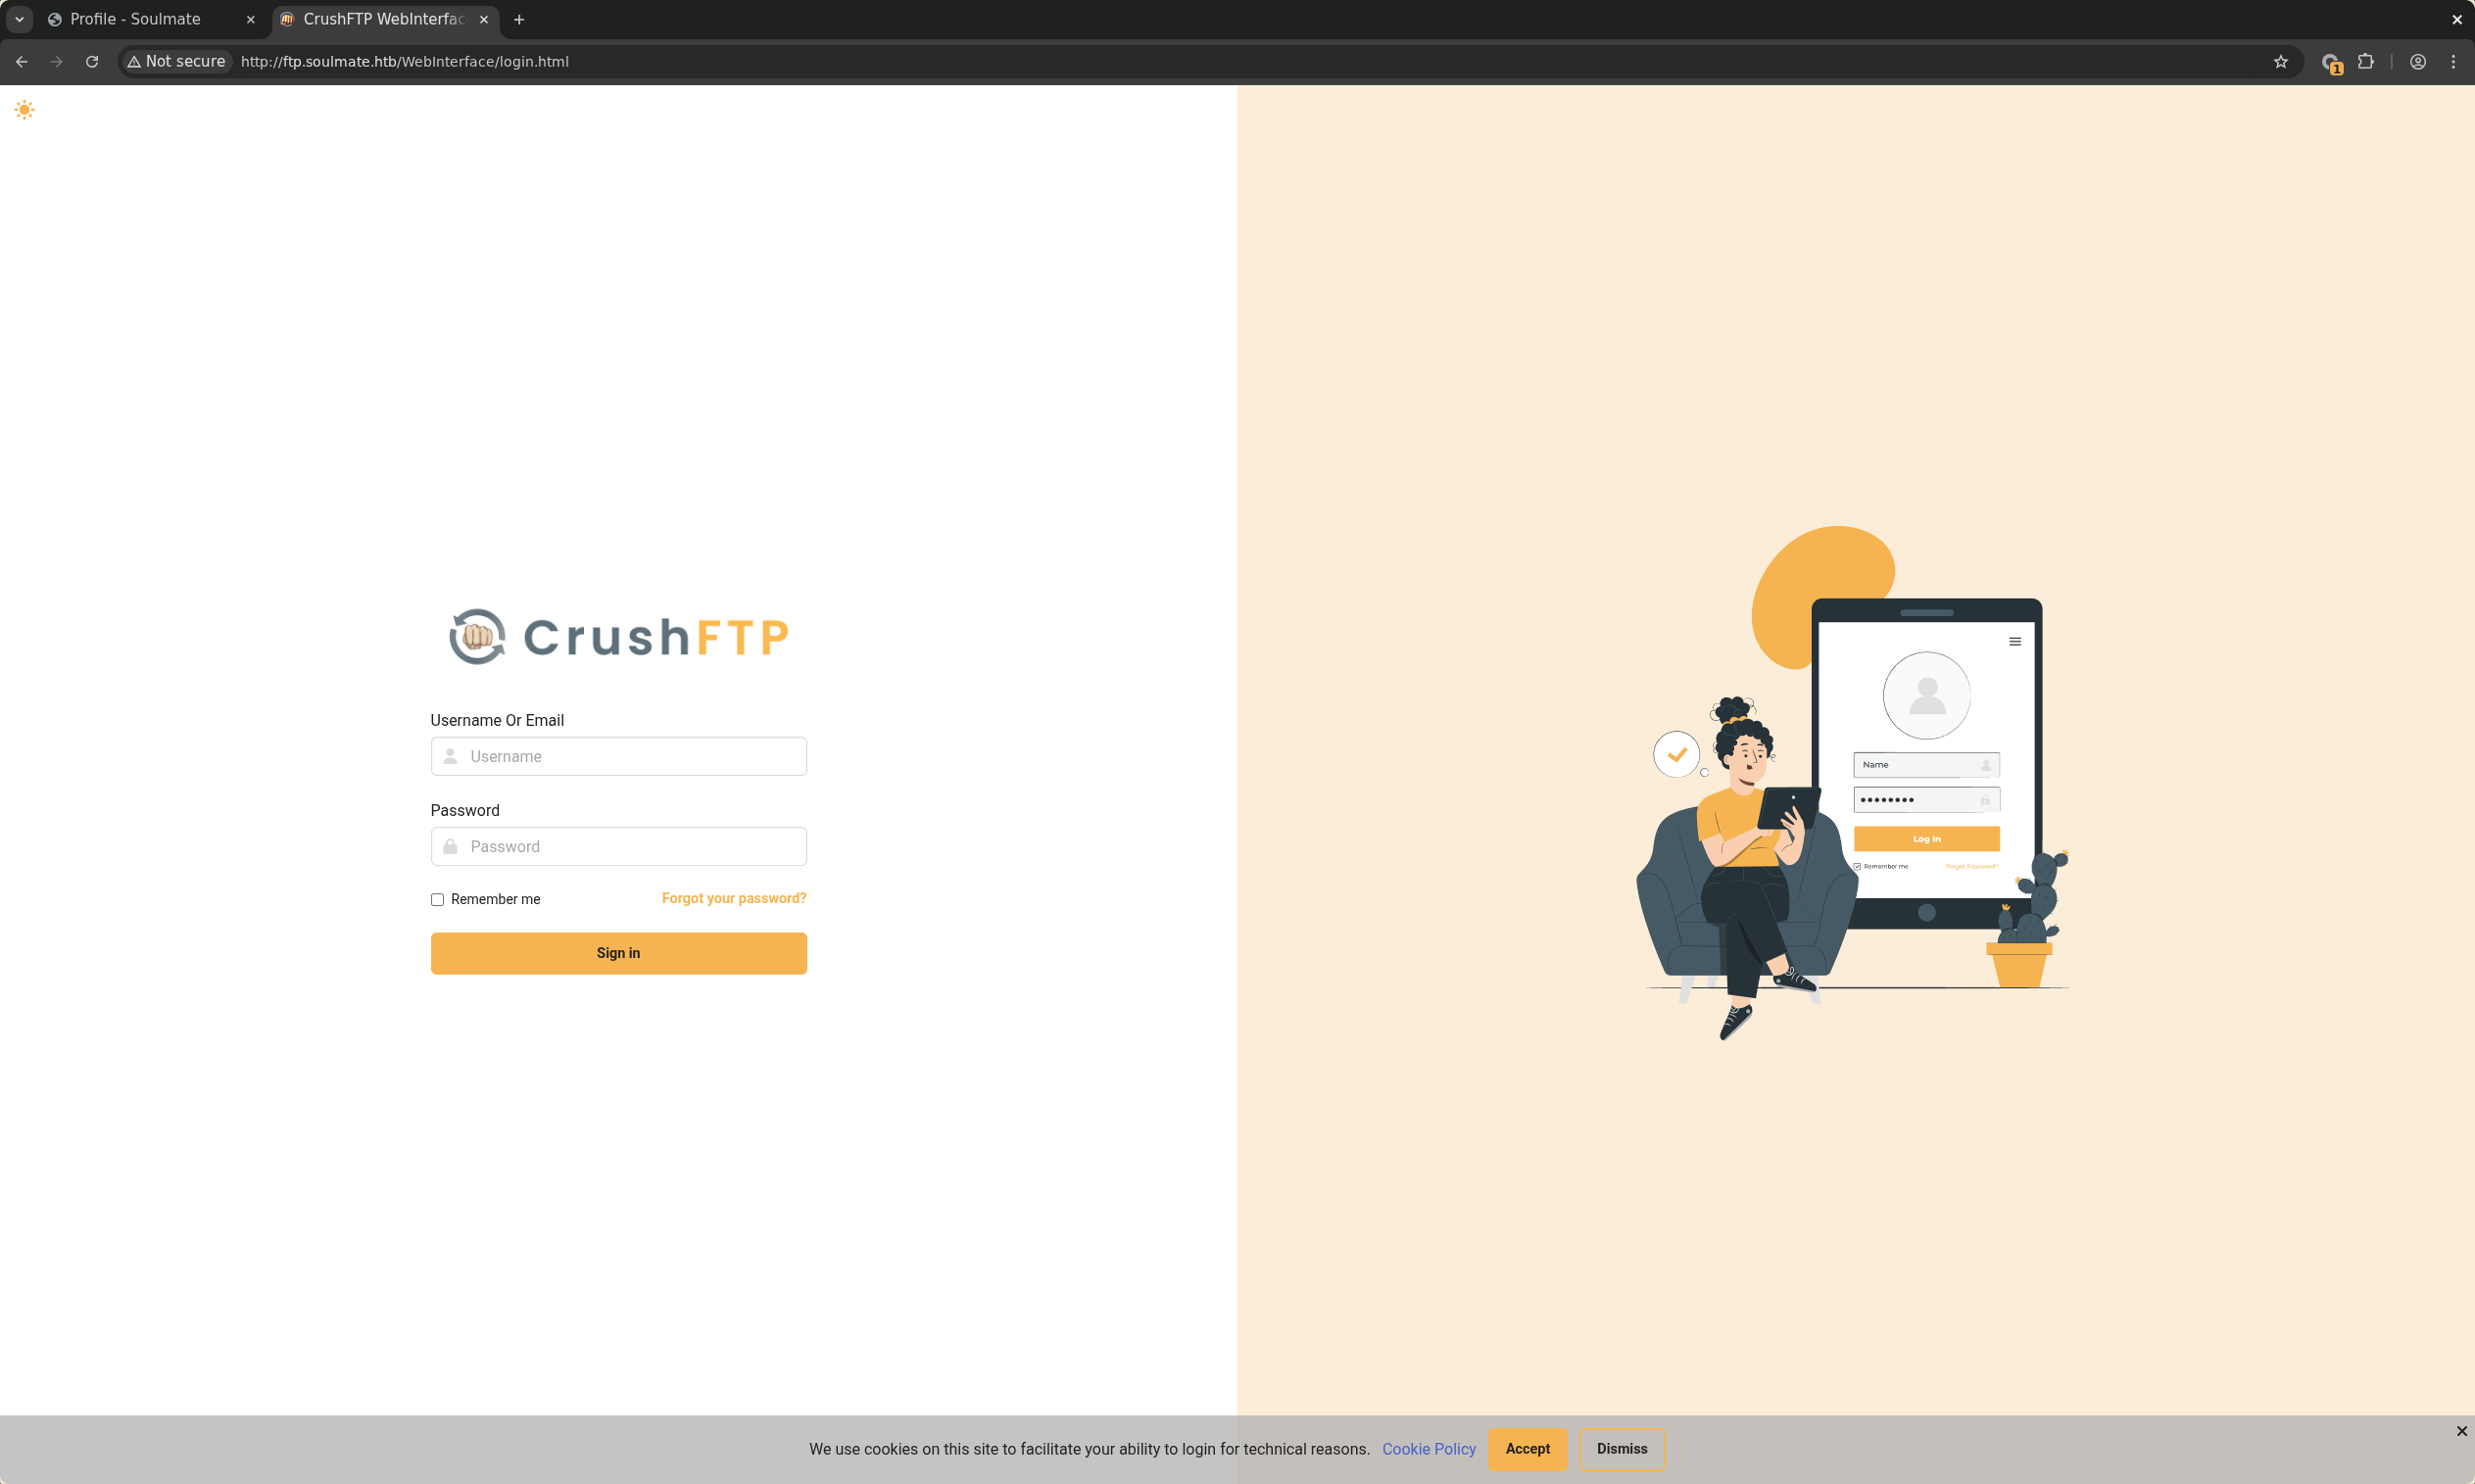 Profile - Soulmate
CrushFTP WebInterfac
Not secure
http://ftp.soulmate.htb/WebInterface/login.html
1
CrushFTP
Username Or Email
Username
Password
Password
Remember me
Forgot your password?
Sign in
Name
Log In
Remember me
Forgot Password?
We use cookies on this site to facilitate your ability to login for technical reasons. Cookie Policy Accept Dismiss